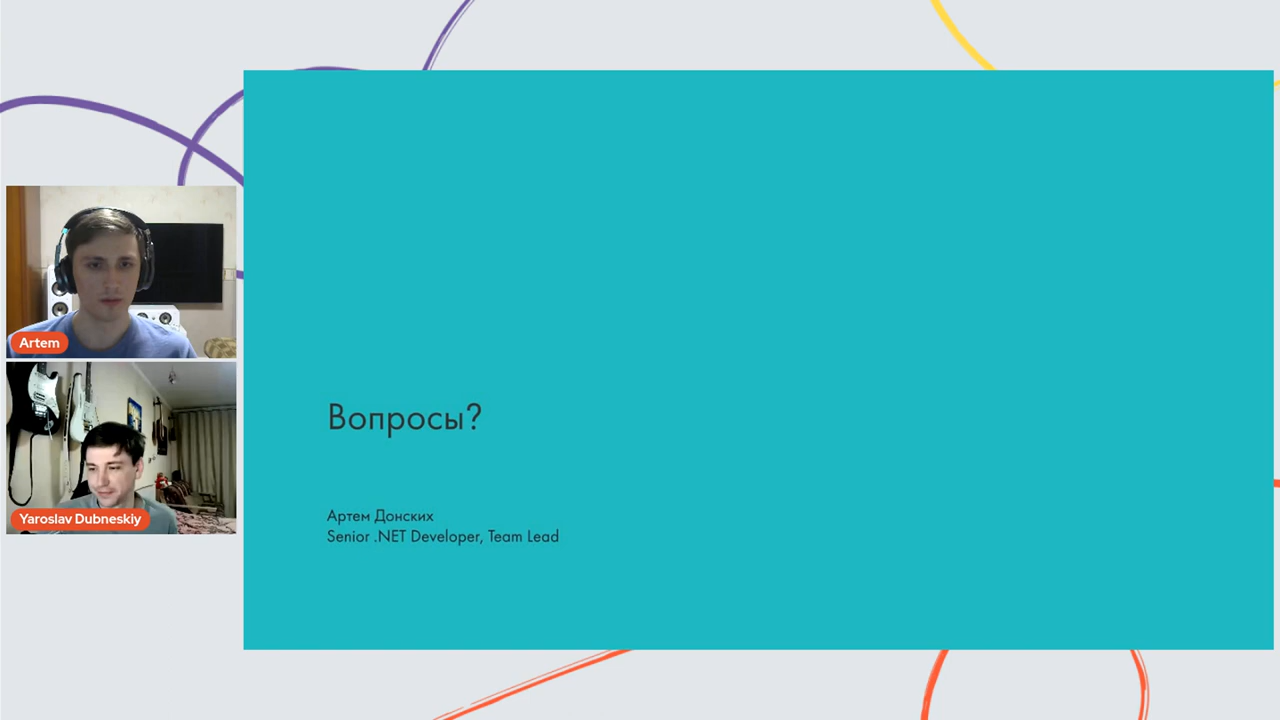 Artem
Yaroslav Dubneskiy
Вопросы?
Артем Донских
Senior .NET Developer, Team Lead